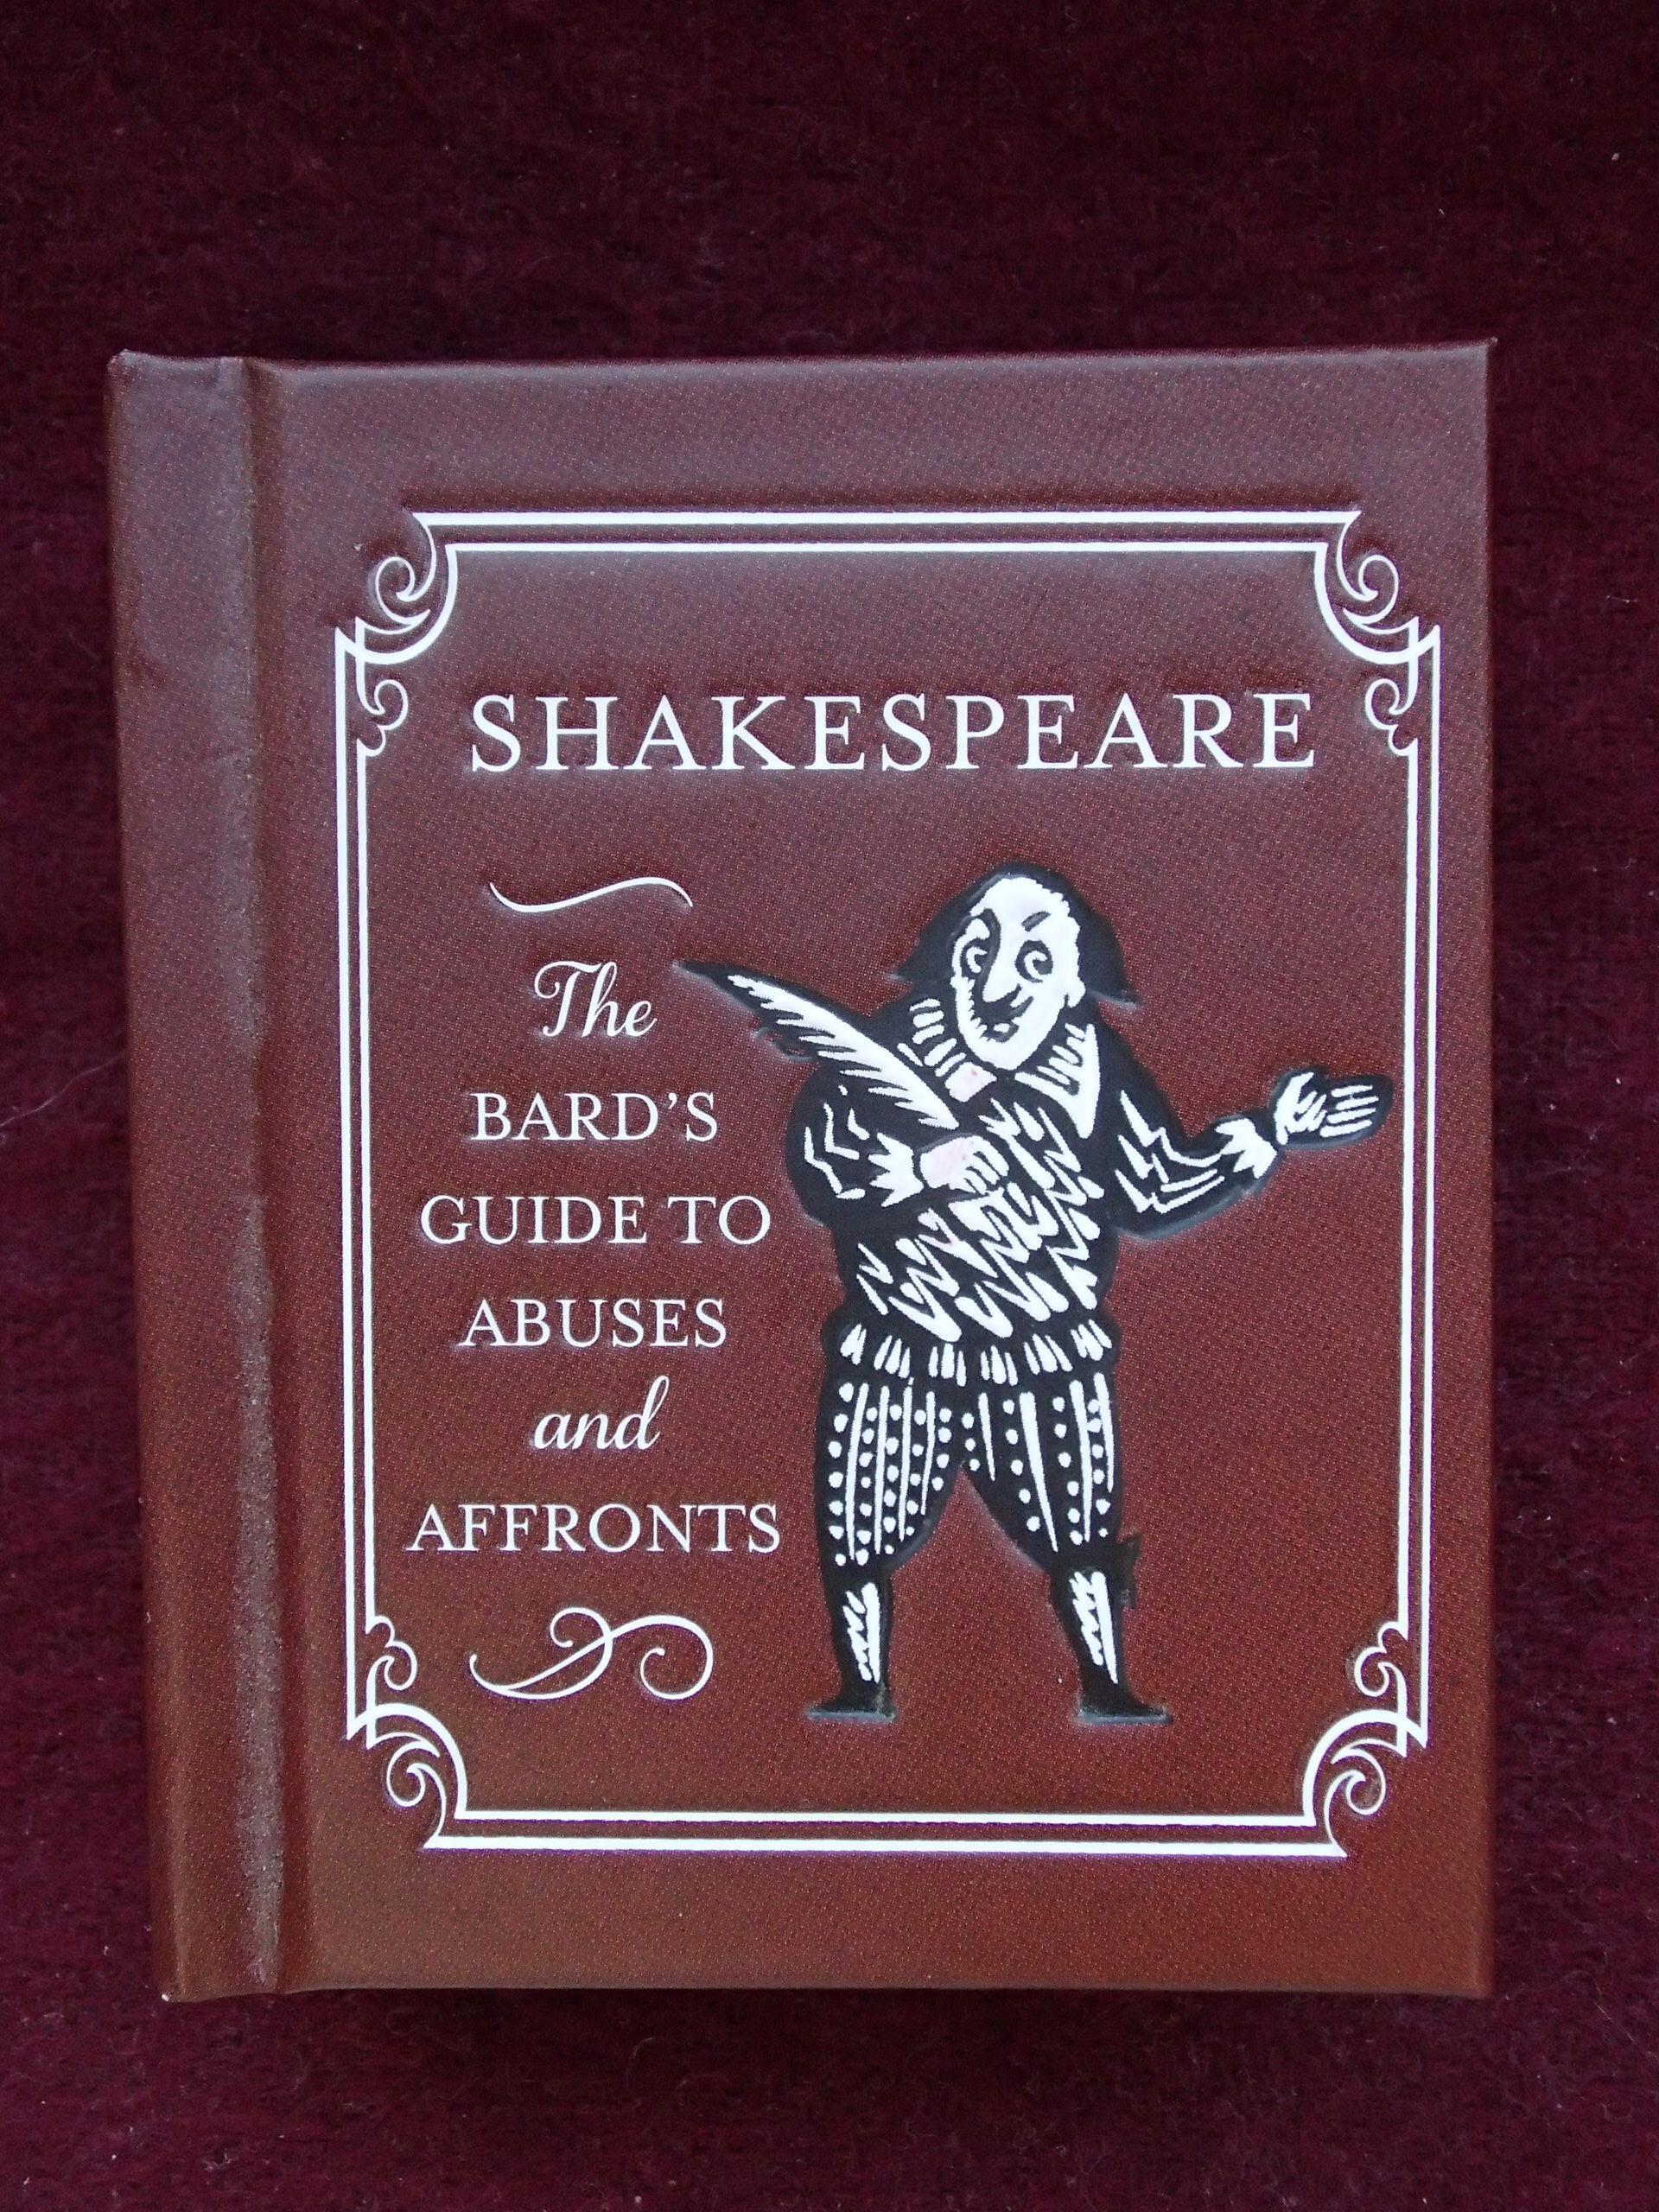 SHAKESPEARE
The
BARD'S
GUIDE TO
ABUSES
and
AFFRONTS